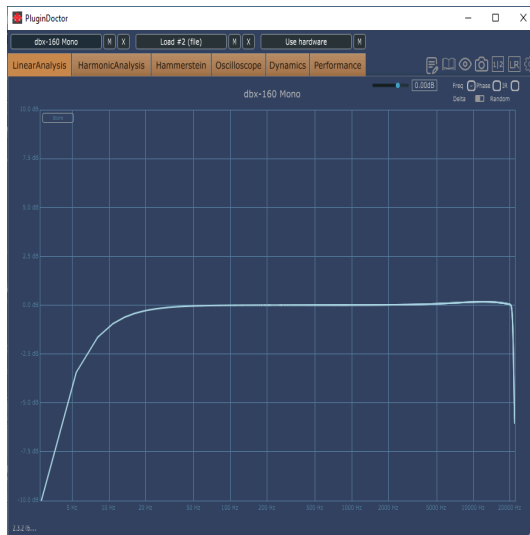 PluginDoctor
dbx-160 Mono M X Load #2 (file) M X Use hardware M
LinearAnalysis HarmonicAnalysis Hammerstein Oscilloscope Dynamics Performance
1|2 LR
0.00dB Freq Phase IR
Delta Random
dbx-160 Mono
10.0 dB
7.5 dB
5.0 dB
2.5 dB
0.0 dB
-2.5 dB
-5.0 dB
-7.5 dB
-10.0 dB
5 Hz 10 Hz 20 Hz 50 Hz 100 Hz 200 Hz 500 Hz 1000 Hz 2000 Hz 5000 Hz 10000 Hz 20000 Hz